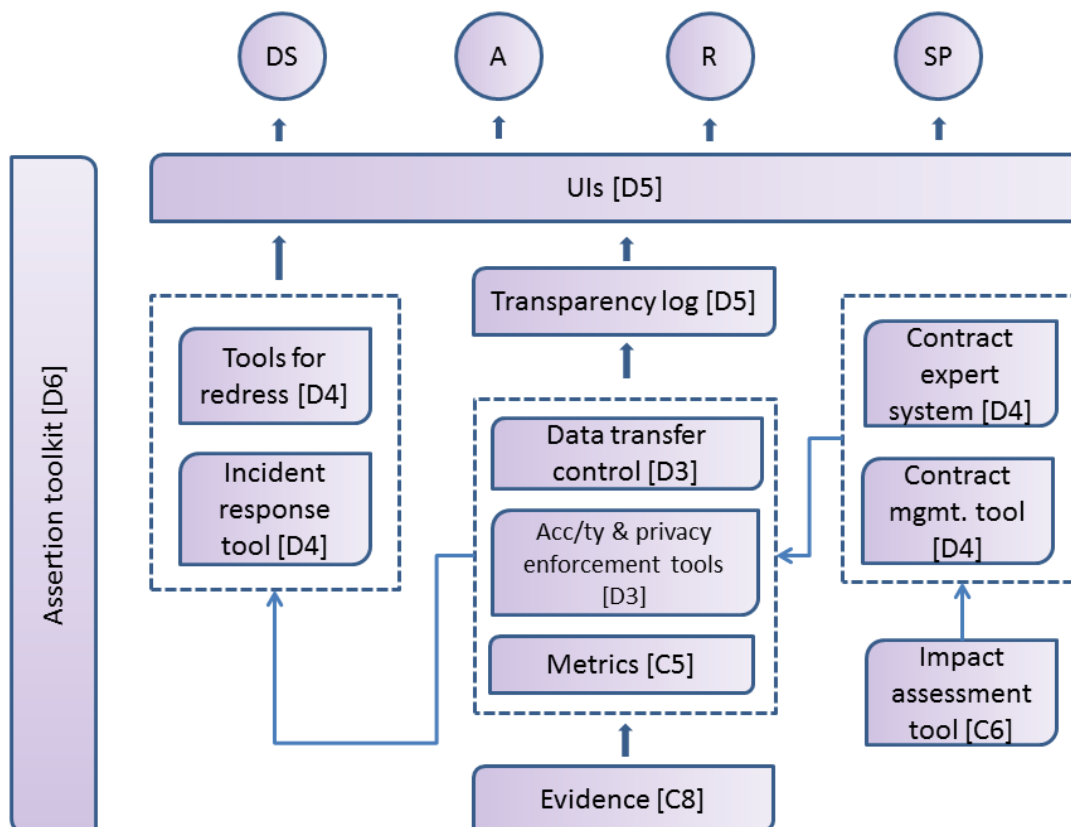 DS
A
R
SP
UIs [D5]
Assertion toolkit [D6]
Transparency log [D5]
Tools for
redress [D4]
Incident
response
tool [D4]
Data transfer
control [D3]
Acc/ty & privacy
enforcement tools
[D3]
Metrics [C5]
Contract
expert
system [D4]
Contract
mgmt. tool
[D4]
Impact
assessment
tool [C6]
Evidence [C8]